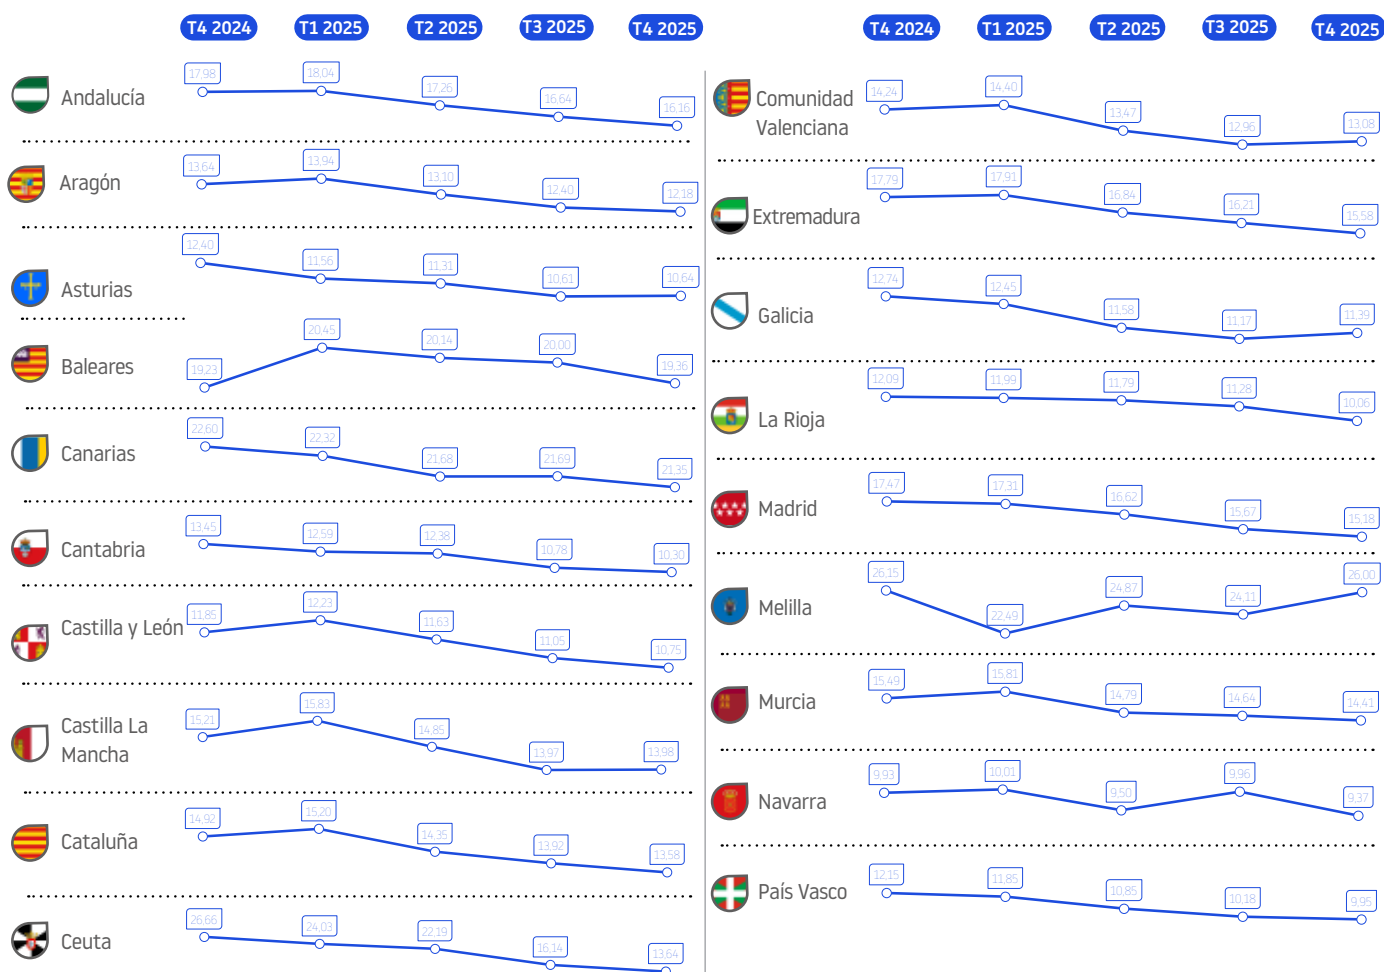 T4 2024 T1 2025 T2 2025 T3 2025 T4 2025
Andalucía 17,98 18,04 17,26 16,64 16,16
Aragón 13,64 13,94 13,10 12,40 12,18
Asturias 12,40 11,56 11,31 10,61 10,64
Baleares 19,23 20,45 20,14 20,00 19,36
Canarias 22,60 22,32 21,68 21,69 21,35
Cantabria 13,45 12,59 12,38 10,78 10,30
Castilla y León 11,85 12,23 11,63 11,05 10,75
Castilla La
Mancha 15,21 15,83 14,85 13,97 13,98
Cataluña 14,92 15,20 14,35 13,92 13,58
Ceuta 26,66 24,03 22,19 16,14 13,64
T4 2024 T1 2025 T2 2025 T3 2025 T4 2025
Comunidad
Valenciana 14,24 14,40 13,47 12,96 13,08
Extremadura 17,79 17,91 16,84 16,21 15,58
Galicia 12,74 12,45 11,58 11,17 11,39
La Rioja 12,09 11,99 11,79 11,28 10,06
Madrid 17,47 17,31 16,62 15,67 15,18
Melilla 26,15 22,49 24,87 24,11 26,00
Murcia 15,49 15,81 14,79 14,64 14,41
Navarra 9,93 10,01 9,50 9,96 9,37
País Vasco 12,15 11,85 10,85 10,18 9,95